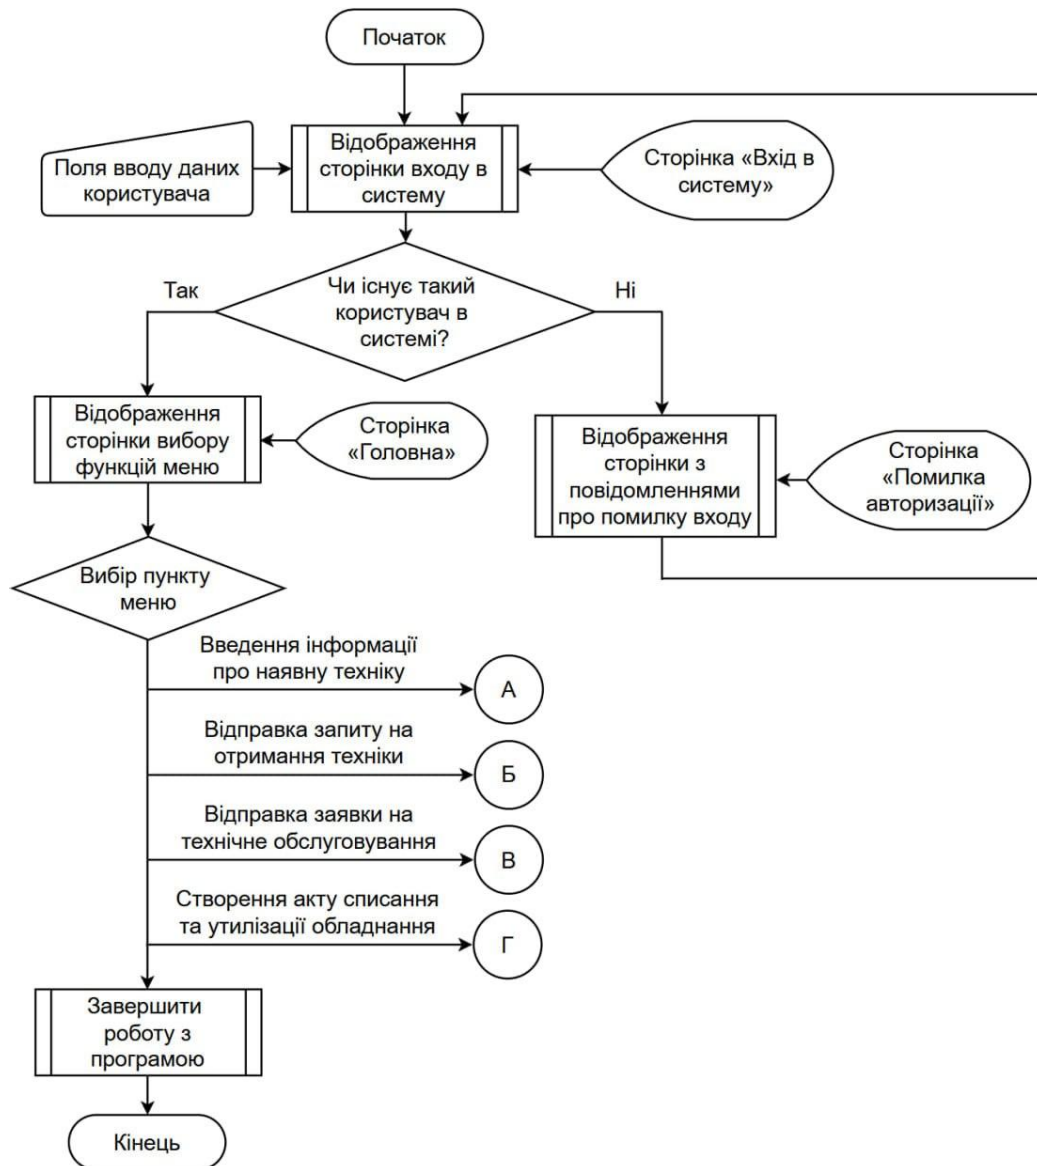 Початок
Поля вводу даних
користувача
Відображення
сторінки входу в
систему
Сторінка «Вхід в
систему»
Чи існує такий
користувач в
системі?
Так
Ні
Відображення
сторінки вибору
функцій меню
Сторінка
«Головна»
Відображення
сторінки з
повідомленнями
про помилку входу
Сторінка
«Помилка
авторизації»
Вибір пункту
меню
Введення інформації
про наявну техніку
А
Відправка запиту на
отримання техніки
Б
Відправка заявки на
технічне обслуговування
В
Створення акту списання
та утилізації обладнання
Г
Завершити
роботу з
програмою
Кінець